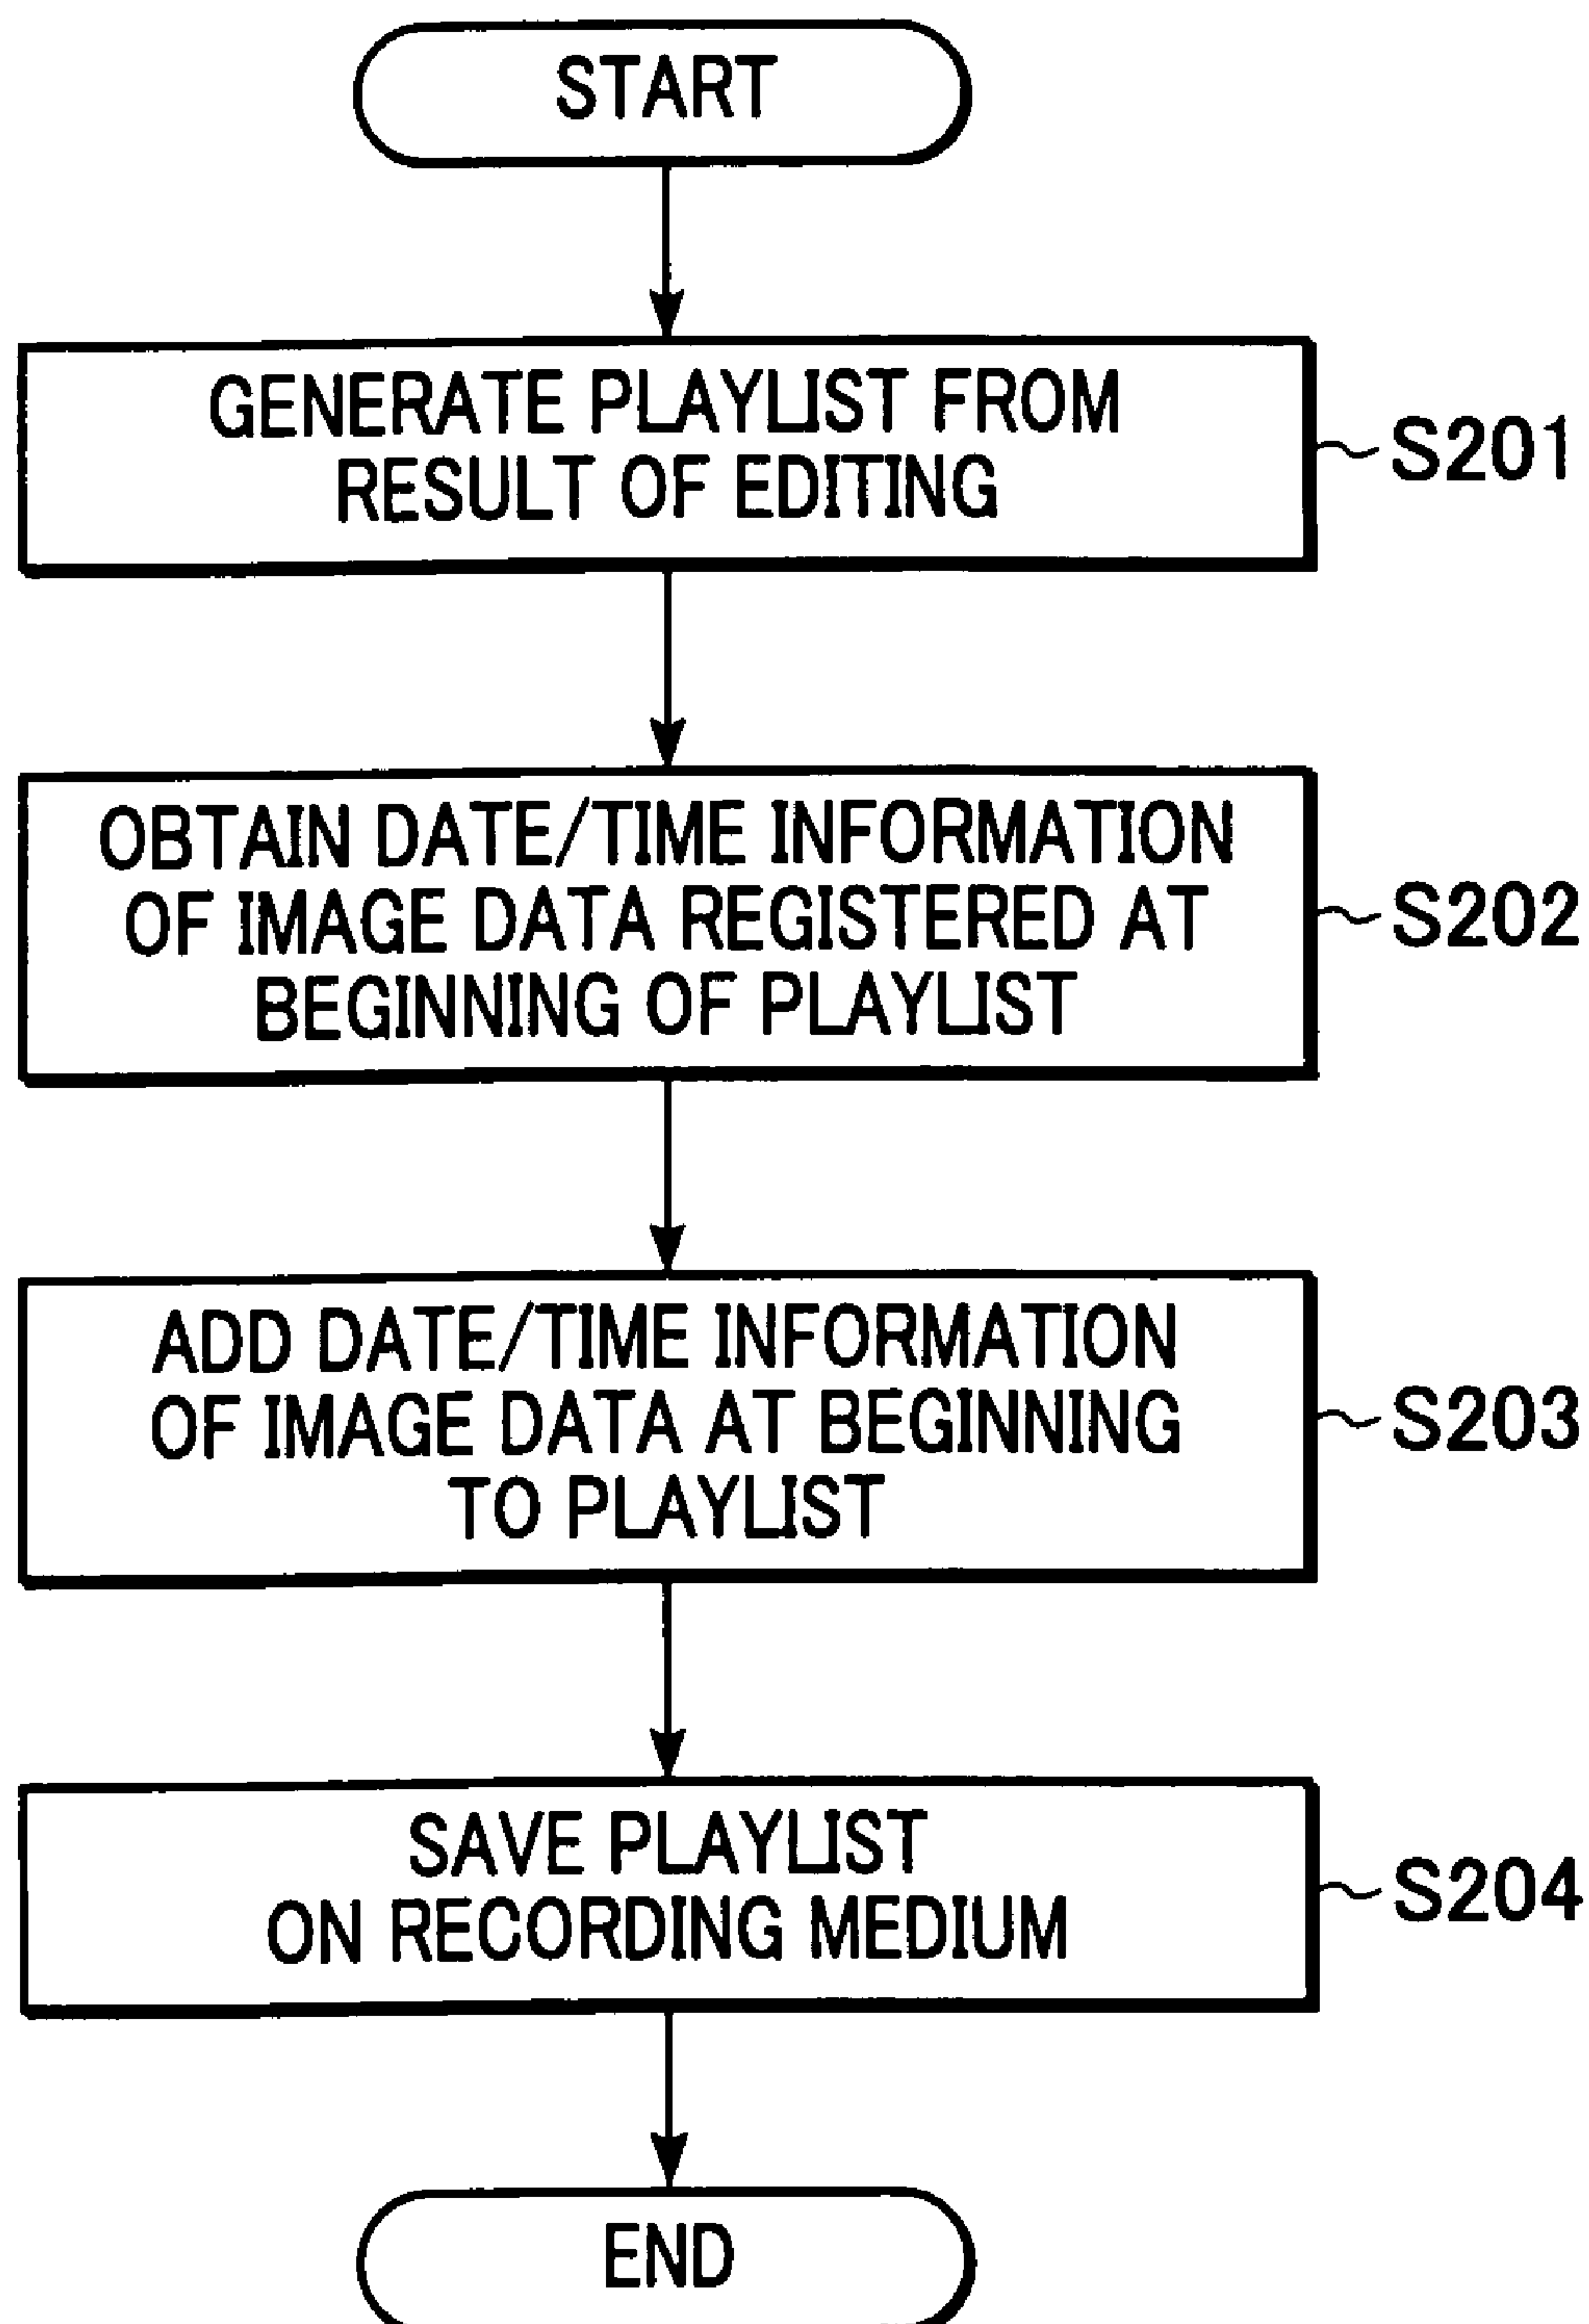 START
GENERATE PLAYLIST FROM
RESULT OF EDITING
S201
OBTAIN DATE/TIME INFORMATION
OF IMAGE DATA REGISTERED AT
BEGINNING OF PLAYLIST
S202
ADD DATE/TIME INFORMATION
OF IMAGE DATA AT BEGINNING
TO PLAYLIST
S203
SAVE PLAYLIST
ON RECORDING MEDIUM
S204
END